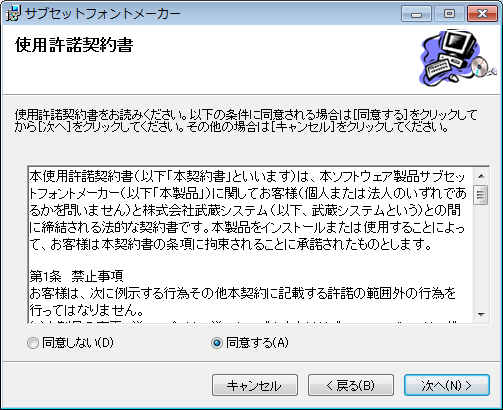 サブセットフォントメーカー
使用許諾契約書
使用許諾契約書をお読みください。以下の条件に同意される場合は[同意する]をクリックして
から[次へ]をクリックしてください。その他の場合は[キャンセル]をクリックしてください。
本使用許諾契約書(以下「本契約書」といいます)は、本ソフトウェア製品サブセッ
トフォントメーカー(以下「本製品」)に関してお客様(個人または法人のいずれであ
るかを問いません)と株式会社武蔵システム(以下、武蔵システムという)との間
に締結される法的な契約書です。本製品をインストールまたは使用することによっ
て、お客様は本契約書の条項に拘束されることに承諾されたものとします。
第1条 禁止事項
お客様は、次に例示する行為その他本契約に記載する許諾の範囲外の行為を
行ってはなりません。
同意しない(D)
同意する(A)
キャンセル
< 戻る(B)
次へ(N) >